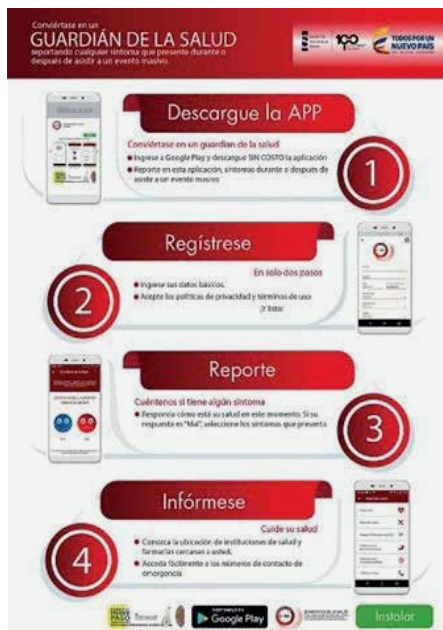 Conviértase en un
GUARDIÁN DE LA SALUD
reportando cualquier síntoma que presente durante o
después de asistir a un evento masivo.
TODOS POR UN
NUEVO PAÍS
Descargue la APP
Conviértase en un guardian de la salud
Ingrese a Google Play y descargue SIN COSTO la aplicación
Reporte en esta aplicación, síntomas durante o despues de
asistir a un evento masivo
1
Regístrese
En solo dos pasos
Ingrese sus datos básicos.
Acepte las políticas de privacidad y términos de uso
¡Y listo!
2
Reporte
Cuéntenos si tiene algún síntoma
Responda cómo está su salud en este momento. Si su
respuesta es "Mal", seleccione los síntomas que presenta
3
Infórmese
Cuide su salud
Conozca la ubicación de instituciones de salud y
farmacias cercanas a usted.
Acceda fácilmente a los números de contacto de
emergencia.
4
Google Play
Instalar